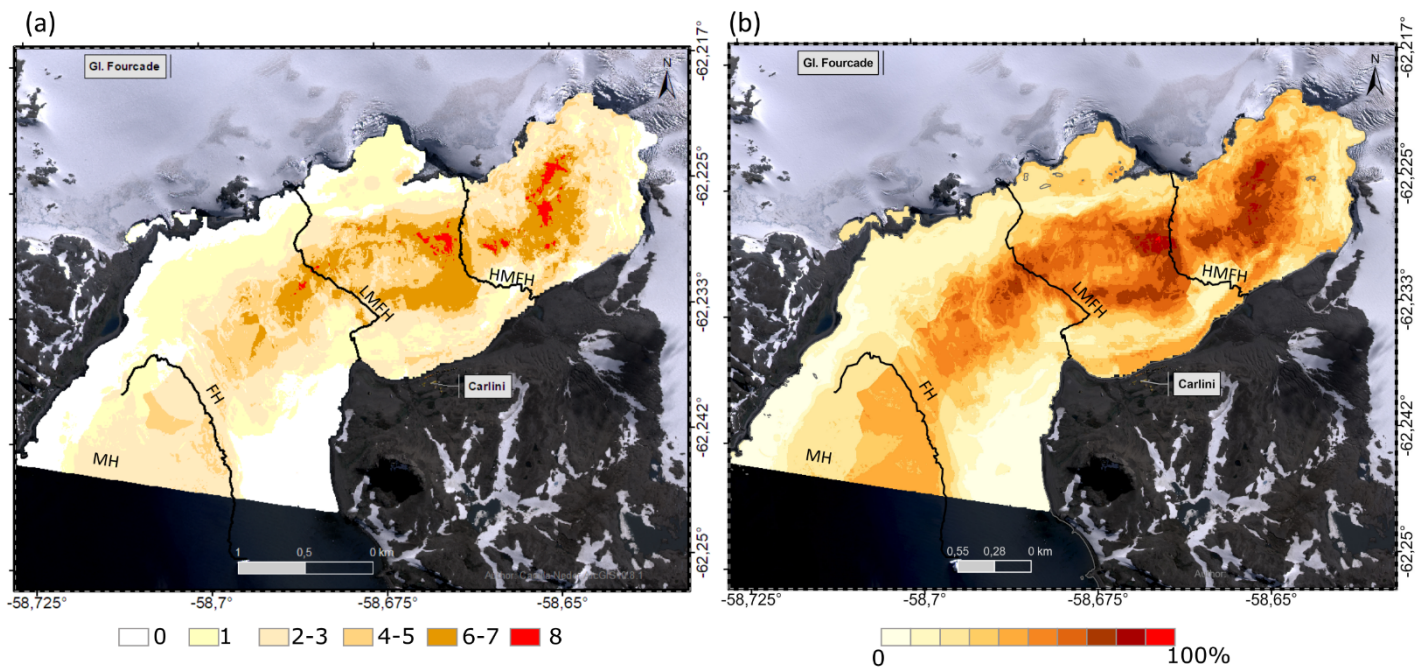 (a)
Gl. Fourcade
N
HMFH
LMFH
FH
MH
Carlini
1 0,5 0 km
-62,217°
-62,225°
-62,233°
-62,242°
-62,25°
-58,725° -58,7° -58,675° -58,65°
0 1 2-3 4-5 6-7 8
(b)
Gl. Fourcade
N
HMFH
LMFH
FH
MH
Carlini
0,55 0,28 0 km
Author:
-62,217°
-62,225°
-62,233°
-62,242°
-62,25°
-58,725° -58,7° -58,675° -58,665°
0 100%